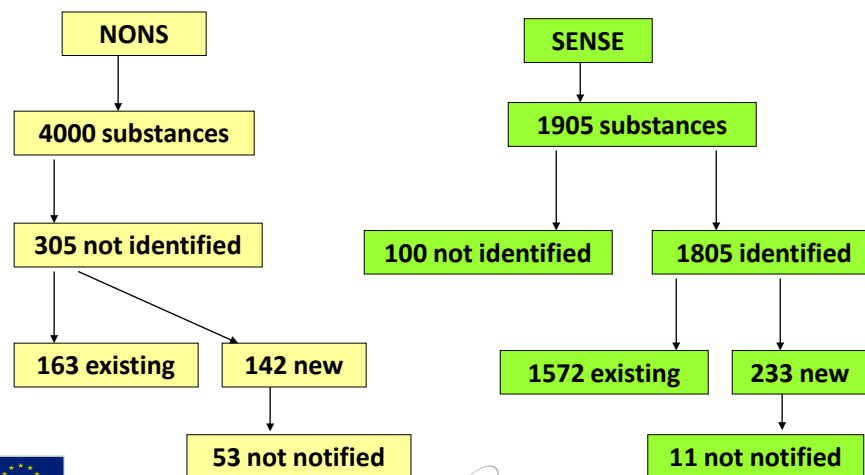 NONS
4000 substances
305 not identified
163 existing
142 new
53 not notified
SENSE
1905 substances
100 not identified
1805 identified
1572 existing
233 new
11 not notified